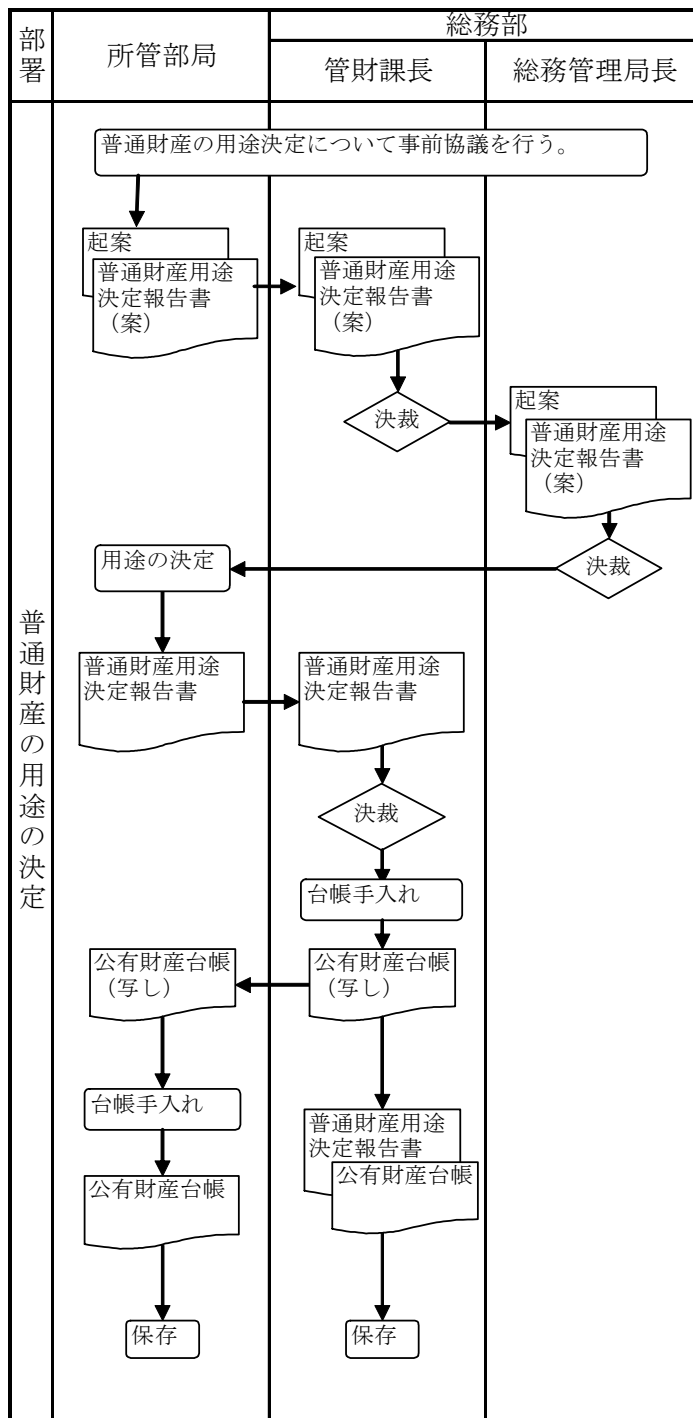 部署
所管部局
総務部
管財課長
総務管理局長
普通財産の用途の決定
普通財産の用途決定について事前協議を行う。
起案
普通財産用途
決定報告書
（案）
起案
普通財産用途
決定報告書
（案）
決裁
起案
普通財産用途
決定報告書
（案）
決裁
用途の決定
普通財産用途
決定報告書
普通財産用途
決定報告書
決裁
台帳手入れ
公有財産台帳
（写し）
公有財産台帳
（写し）
台帳手入れ
公有財産台帳
普通財産用途
決定報告書
公有財産台帳
保存
保存